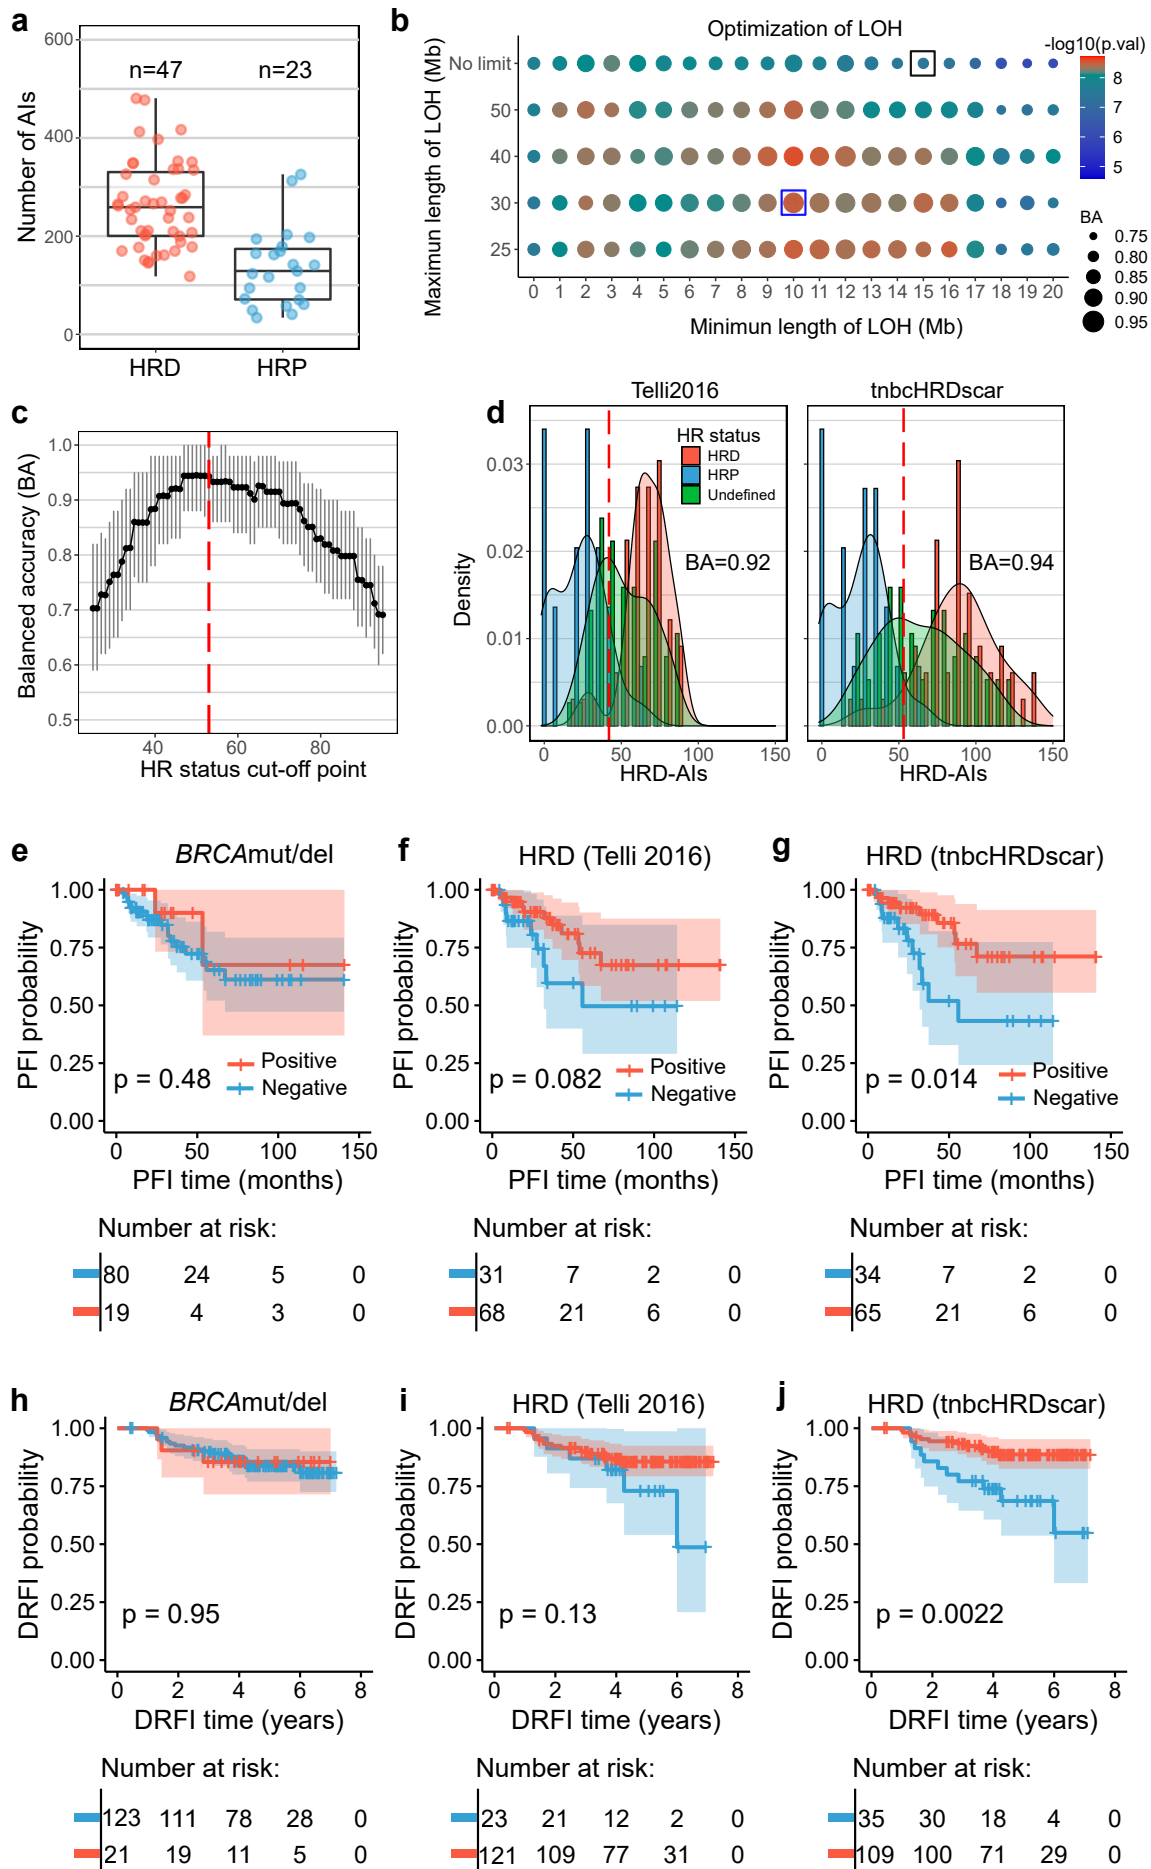 a
600
400
200
0
Number of AIs
n=47 n=23
HRD HRP
b
Optimization of LOH
Maximun length of LOH (Mb)
No limit
50
40
30
25
0 1 2 3 4 5 6 7 8 9 10 11 12 13 14 15 16 17 18 19 20
Minimun length of LOH (Mb)
-log10(p.val)
8
7
6
5
BA
0.75
0.80
0.85
0.90
0.95
c
Balanced accuracy (BA)
1.0
0.9
0.8
0.7
0.6
0.5
40 60 80
HR status cut-off point
d
Telli2016 tnbcHRDscar
Density
0.03
0.02
0.01
0.00
HR status
HRD
HRP
Undefined
BA=0.92
BA=0.94
0 50 100 150
0 50 100 150
HRD-AIs HRD-AIs
e
BRCAmut/del
PFI probability
1.00
0.75
0.50
0.25
0.00
p = 0.48
Positive
Negative
0 50 100 150
PFI time (months)
Number at risk:
80 24 5 0
19 4 3 0
f
HRD (Telli 2016)
PFI probability
1.00
0.75
0.50
0.25
0.00
p = 0.082
Positive
Negative
0 50 100 150
PFI time (months)
Number at risk:
31 7 2 0
68 21 6 0
g
HRD (tnbcHRDscar)
PFI probability
1.00
0.75
0.50
0.25
0.00
p = 0.014
Positive
Negative
0 50 100 150
PFI time (months)
Number at risk:
34 7 2 0
65 21 6 0
h
BRCAmut/del
DRFI probability
1.00
0.75
0.50
0.25
0.00
p = 0.95
0 2 4 6 8
DRFI time (years)
Number at risk:
123 111 78 28 0
21 19 11 5 0
i
HRD (Telli 2016)
DRFI probability
1.00
0.75
0.50
0.25
0.00
p = 0.13
0 2 4 6 8
DRFI time (years)
Number at risk:
23 21 12 2 0
121 109 77 31 0
j
HRD (tnbcHRDscar)
DRFI probability
1.00
0.75
0.50
0.25
0.00
p = 0.0022
0 2 4 6 8
DRFI time (years)
Number at risk:
35 30 18 4 0
109 100 71 29 0